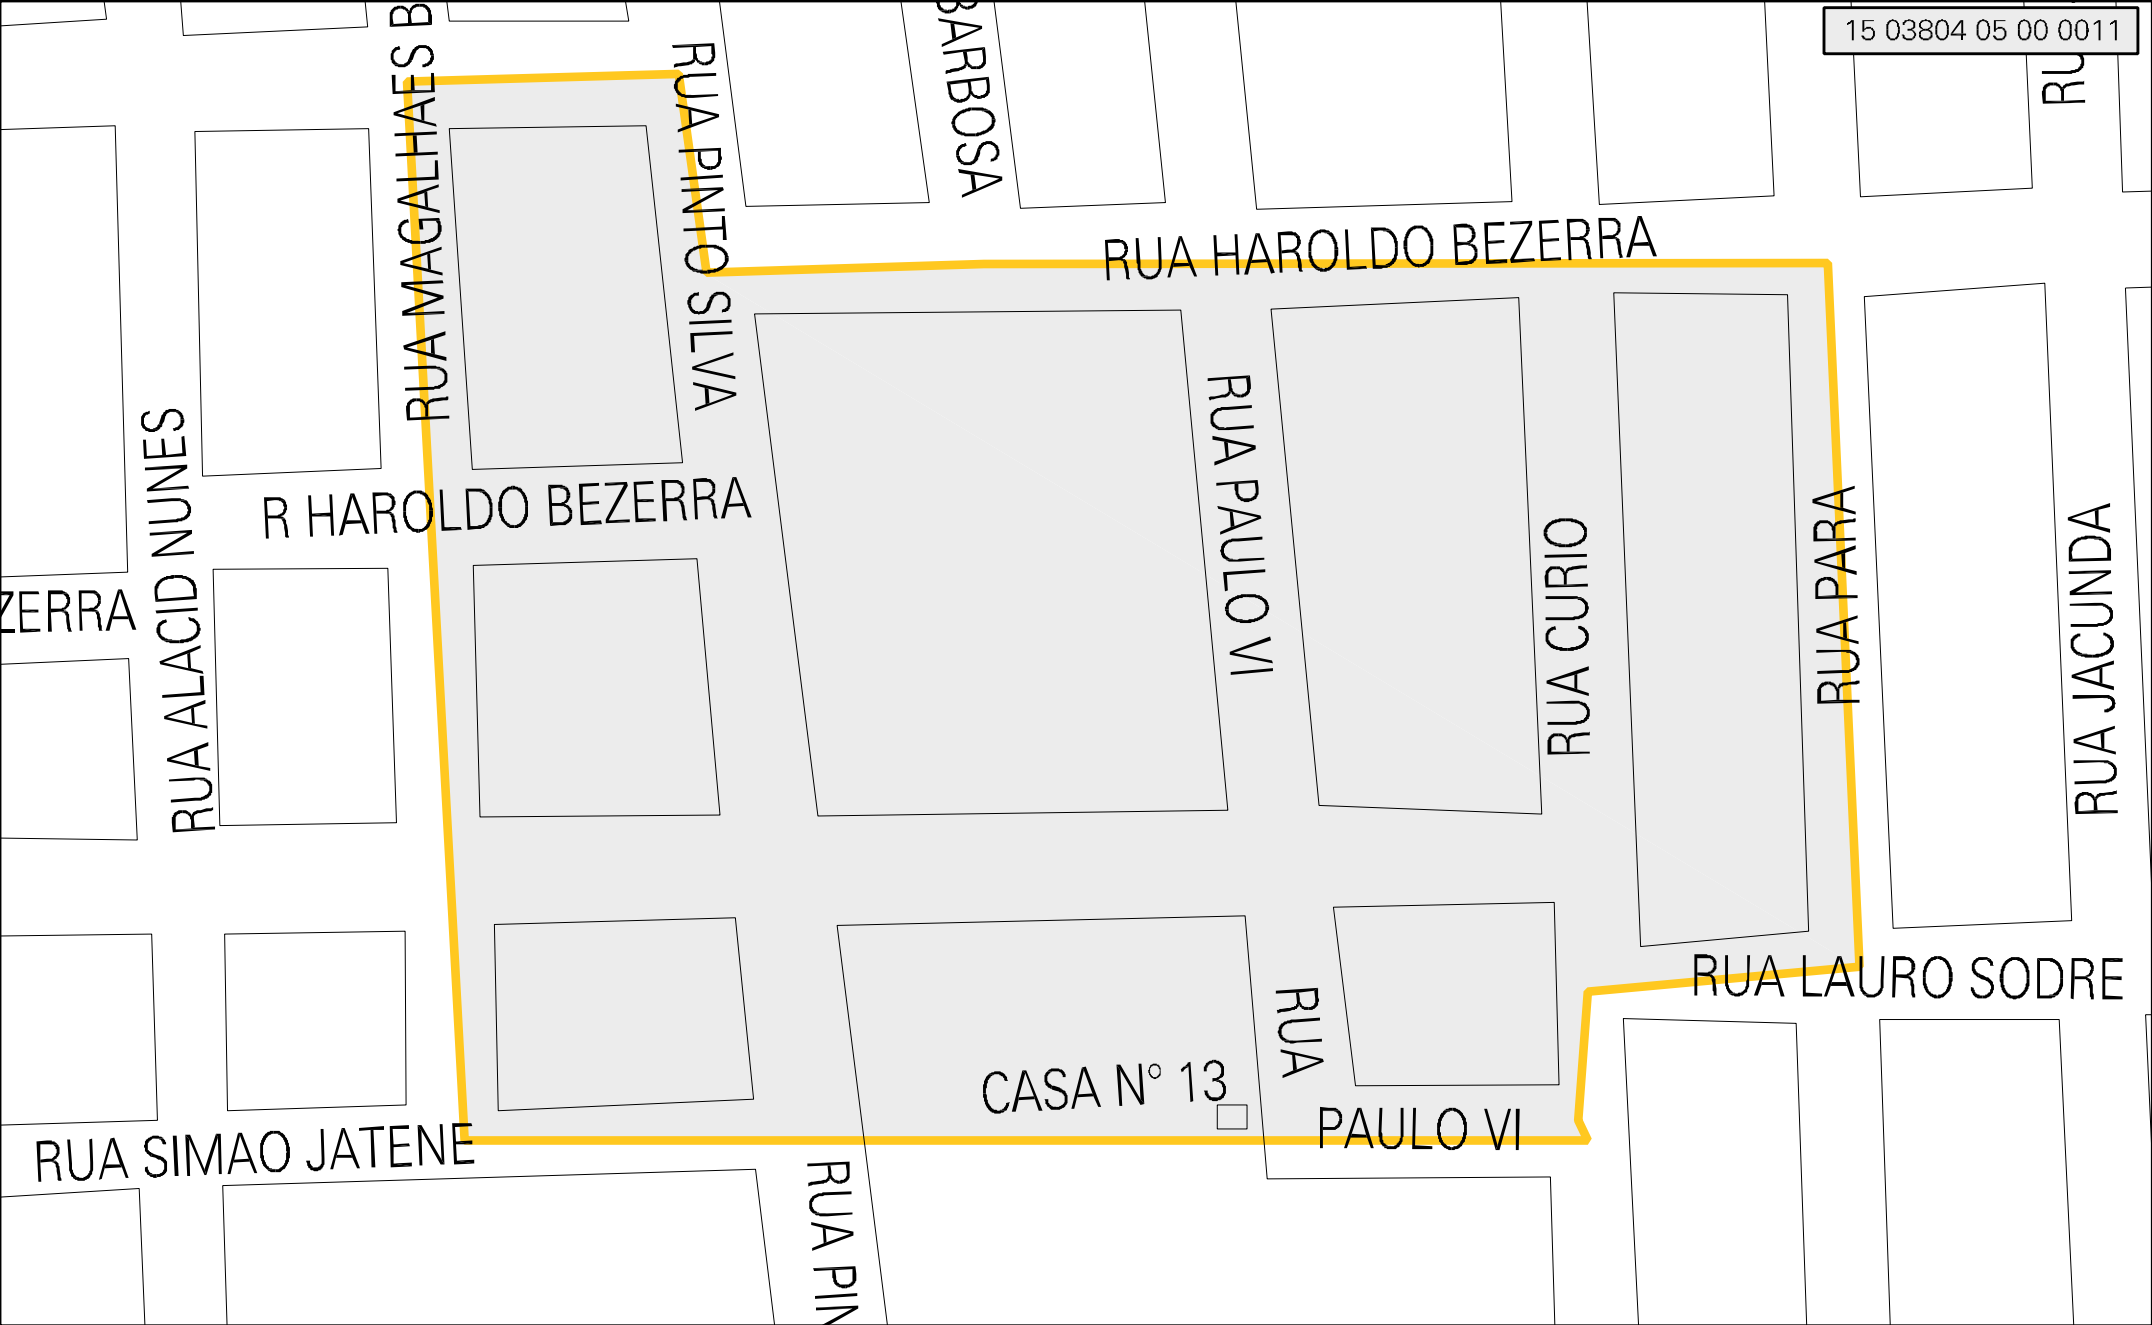 15 03804 05 00 0011
RUA MAGALHAES B
RUA PINTO SILVA
BARBOSA
RUA HAROLDO BEZERRA
R HAROLDO BEZERRA
ZERRA
RUA ALACID NUNES
RUA PAULO VI
RUA CURIO
RUA PARA
RUA JACUNDA
RUA LAURO SODRE
RUA
PAULO VI
CASA N° 13
RUA SIMAO JATENE
RUA PIN